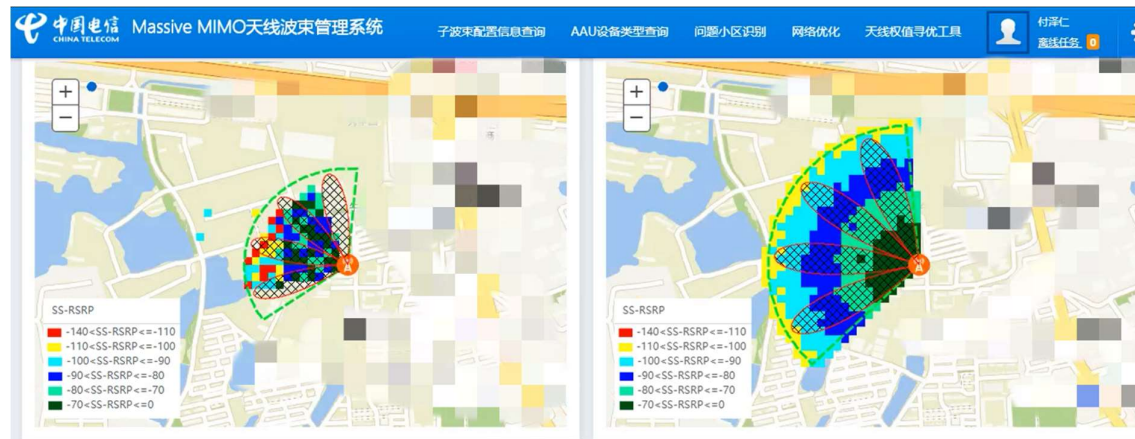 中国电信
CHINA TELECOM
Massive MIMO天线波束管理系统
子波束配置信息查询
AAU设备类型查询
问题小区识别
网络优化
天线权值寻优工具
付泽仁
离线任务 0
+
−
SS-RSRP
-140<SS-RSRP<=-110
-110<SS-RSRP<=-100
-100<SS-RSRP<=-90
-90<SS-RSRP<=-80
-80<SS-RSRP<=-70
-70<SS-RSRP<=0
+
−
SS-RSRP
-140<SS-RSRP<=-110
-110<SS-RSRP<=-100
-100<SS-RSRP<=-90
-90<SS-RSRP<=-80
-80<SS-RSRP<=-70
-70<SS-RSRP<=0